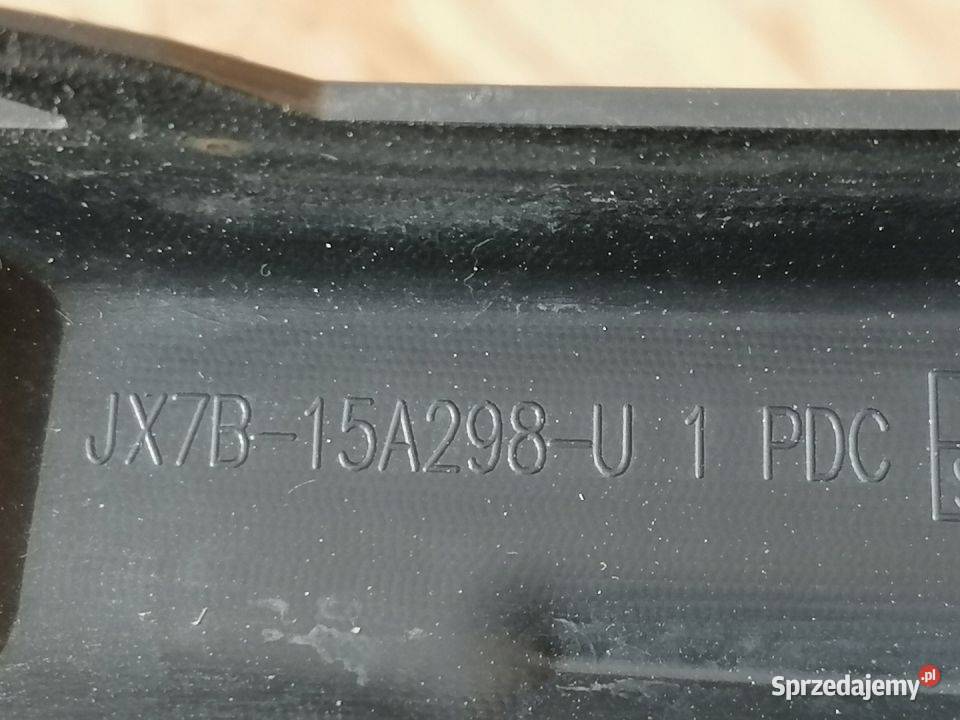 JX7B-15A298-U 1 PDC
Sprzedajemy.pl